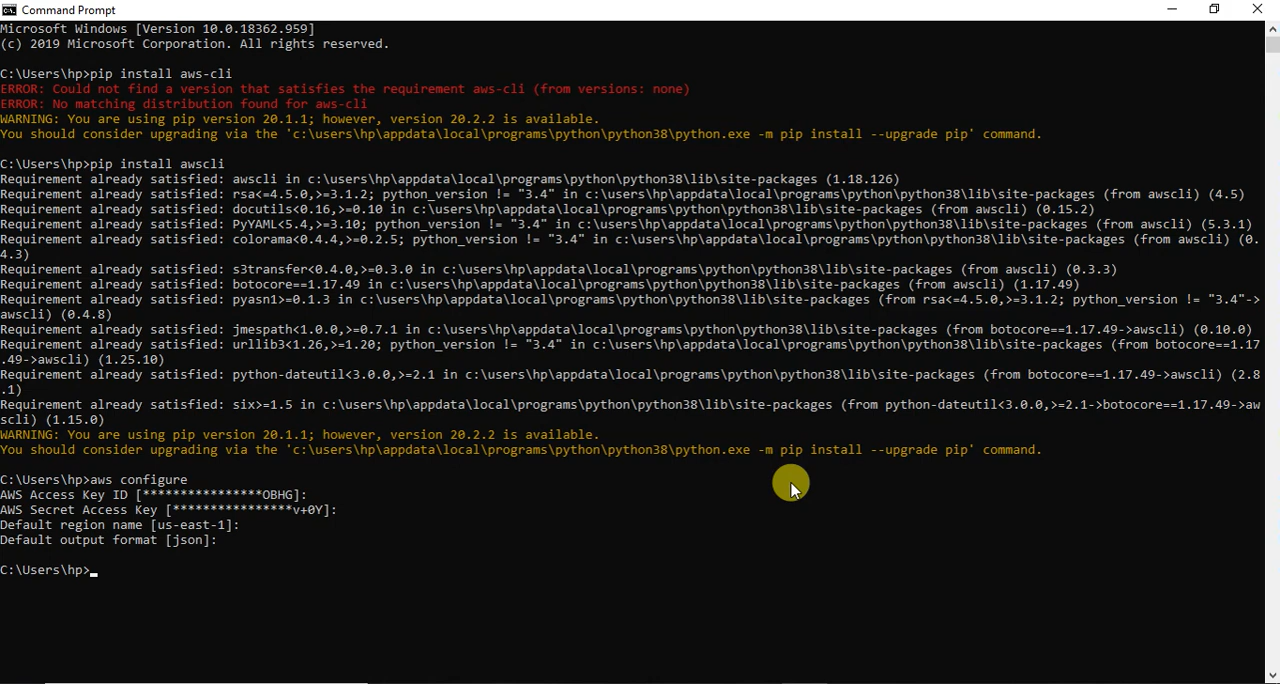 Command Prompt
Microsoft Windows [Version 10.0.18362.959]
(c) 2019 Microsoft Corporation. All rights reserved.
C:\Users\hp>pip install aws-cli
ERROR: Could not find a version that satisfies the requirement aws-cli (from versions: none)
ERROR: No matching distribution found for aws-cli
WARNING: You are using pip version 20.1.1; however, version 20.2.2 is available.
You should consider upgrading via the 'c:\users\hp\appdata\local\programs\python\python38\python.exe -m pip install --upgrade pip' command.
C:\Users\hp>pip install awscli
Requirement already satisfied: awscli in c:\users\hp\appdata\local\programs\python\python38\lib\site-packages (1.18.126)
Requirement already satisfied: rsa<=4.5.0,>=3.1.2; python_version != "3.4" in c:\users\hp\appdata\local\programs\python\python38\lib\site-packages (from awscli) (4.5)
Requirement already satisfied: docutils<0.16,>=0.10 in c:\users\hp\appdata\local\programs\python\python38\lib\site-packages (from awscli) (0.15.2)
Requirement already satisfied: PyYAML<5.4,>=3.10; python_version != "3.4" in c:\users\hp\appdata\local\programs\python\python38\lib\site-packages (from awscli) (5.3.1)
Requirement already satisfied: colorama<0.4.4,>=0.2.5; python_version != "3.4" in c:\users\hp\appdata\local\programs\python\python38\lib\site-packages (from awscli) (0.
4.3)
Requirement already satisfied: s3transfer<0.4.0,>=0.3.0 in c:\users\hp\appdata\local\programs\python\python38\lib\site-packages (from awscli) (0.3.3)
Requirement already satisfied: botocore==1.17.49 in c:\users\hp\appdata\local\programs\python\python38\lib\site-packages (from awscli) (1.17.49)
Requirement already satisfied: pyasn1>=0.1.3 in c:\users\hp\appdata\local\programs\python\python38\lib\site-packages (from rsa<=4.5.0,>=3.1.2; python_version != "3.4"->
awscli) (0.4.8)
Requirement already satisfied: jmespath<1.0.0,>=0.7.1 in c:\users\hp\appdata\local\programs\python\python38\lib\site-packages (from botocore==1.17.49->awscli) (0.10.0)
Requirement already satisfied: urllib3<1.26,>=1.20; python_version != "3.4" in c:\users\hp\appdata\local\programs\python\python38\lib\site-packages (from botocore==1.17
.49->awscli) (1.25.10)
Requirement already satisfied: python-dateutil<3.0.0,>=2.1 in c:\users\hp\appdata\local\programs\python\python38\lib\site-packages (from botocore==1.17.49->awscli) (2.8
.1)
Requirement already satisfied: six>=1.5 in c:\users\hp\appdata\local\programs\python\python38\lib\site-packages (from python-dateutil<3.0.0,>=2.1->botocore==1.17.49->aw
scli) (1.15.0)
WARNING: You are using pip version 20.1.1; however, version 20.2.2 is available.
You should consider upgrading via the 'c:\users\hp\appdata\local\programs\python\python38\python.exe -m pip install --upgrade pip' command.
C:\Users\hp>aws configure
AWS Access Key ID [****************OBHG]:
AWS Secret Access Key [****************v+0Y]:
Default region name [us-east-1]:
Default output format [json]:
C:\Users\hp>